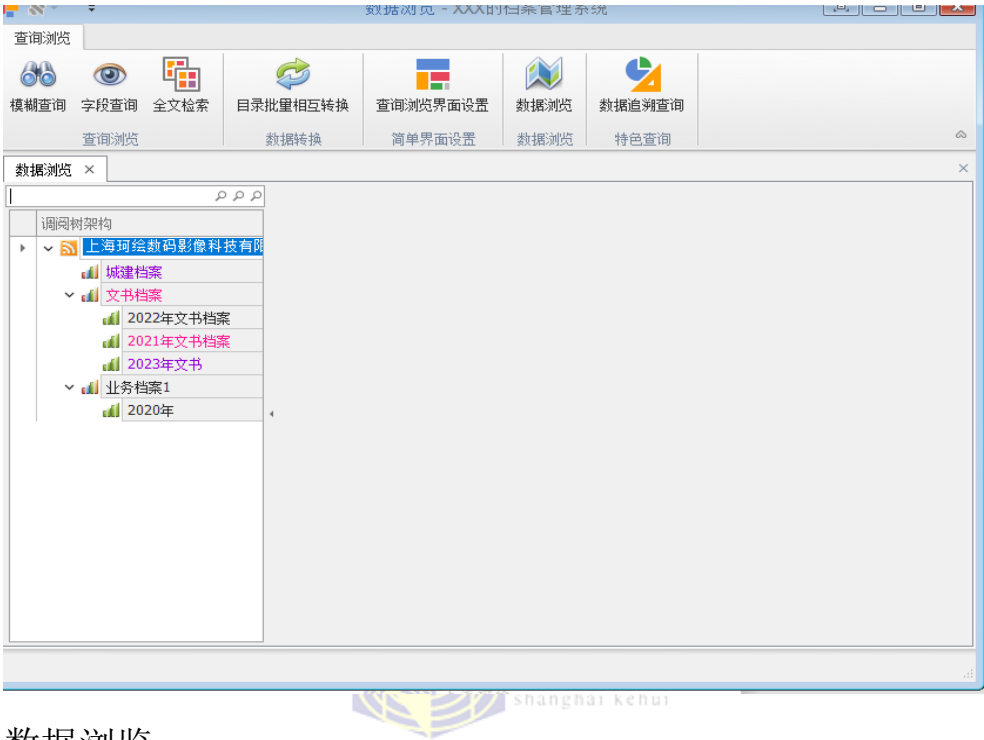 数据浏览 - XXX的档案管理系统
查询浏览
模糊查询 字段查询 全文检索 目录批量相互转换 查询浏览界面设置 数据浏览 数据追溯查询
查询浏览 数据转换 简单界面设置 数据浏览 特色查询
数据浏览
调阅树架构
上海珂绘数码影像科技有限
城建档案
文书档案
2022年文书档案
2021年文书档案
2023年文书
业务档案1
2020年
shanghai kehui
数据浏览